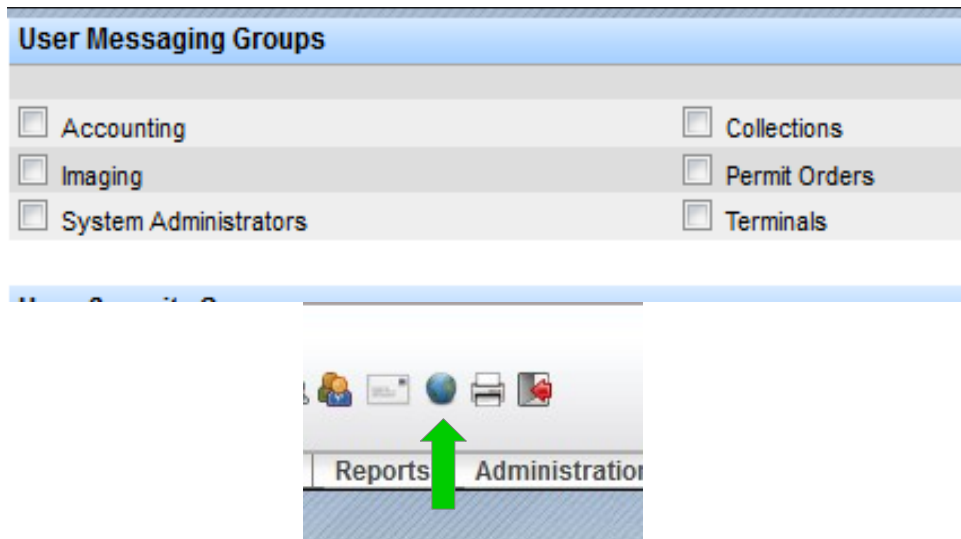 User Messaging Groups
Accounting Collections
Imaging Permit Orders
System Administrators Terminals
Reports Administration